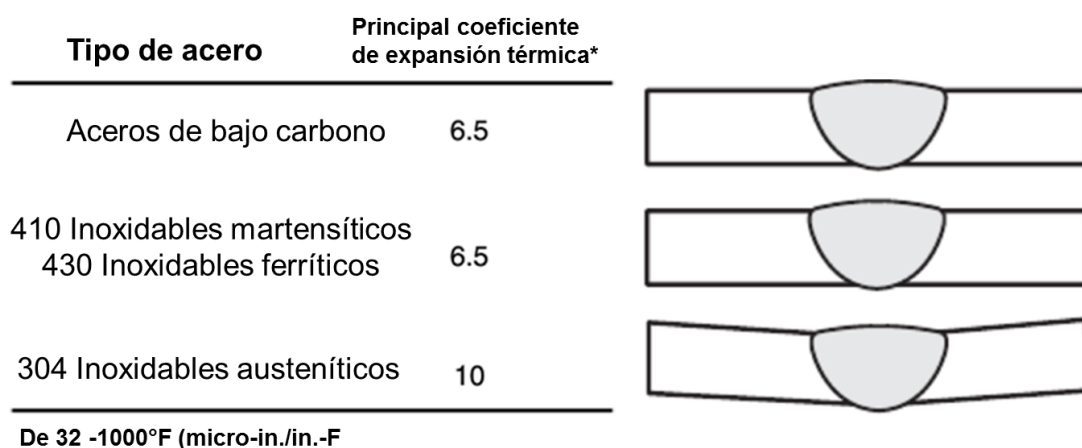 Tipo de acero
Principal coeficiente
de expansión térmica*
Aceros de bajo carbono 6.5
410 Inoxidables martensíticos
430 Inoxidables ferríticos 6.5
304 Inoxidables austeníticos 10
De 32 -1000°F (micro-in./in.-F